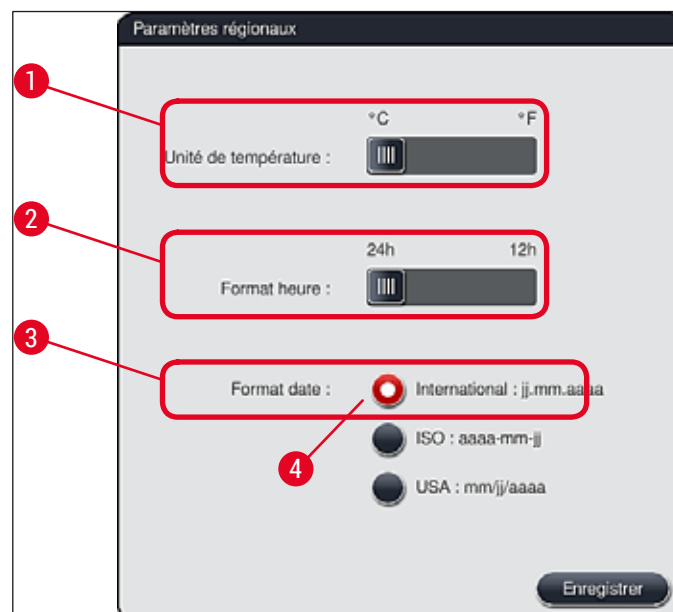 Paramètres régionaux
1
°C °F
Unité de température :
2
24h 12h
Format heure :
3
Format date : International : jj.mm.aaaa
4
ISO : aaaa-mm-jj
USA : mm/jj/aaaa
Enregistrer